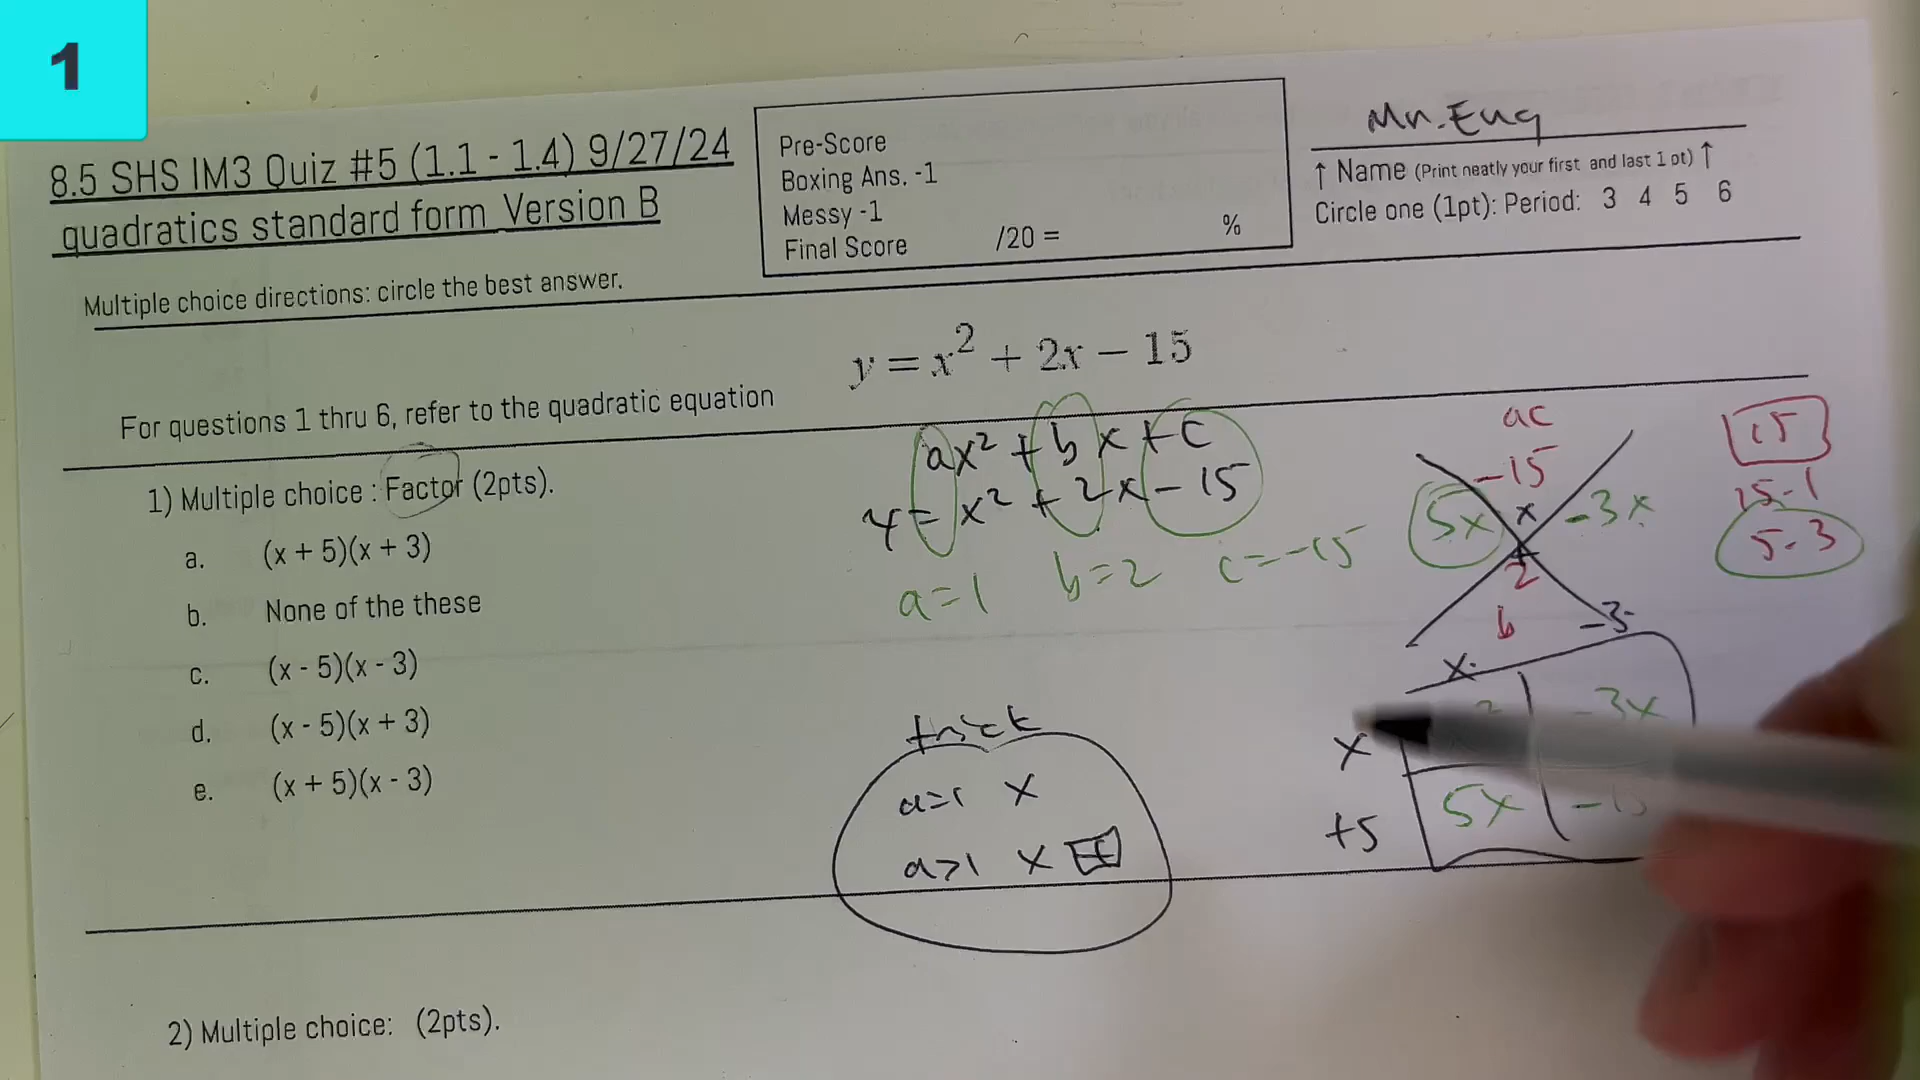 1
8.5 SHS IM3 Quiz #5 (1.1 - 1.4) 9/27/24
quadratics standard form Version B
Pre-Score
Boxing Ans. -1
Messy -1
Final Score /20 = %
Mr. Eng
↑ Name (Print neatly your first and last 1 pt) ↑
Circle one (1pt): Period: 3 4 5 6
Multiple choice directions: circle the best answer.
For questions 1 thru 6, refer to the quadratic equation y = x² + 2x − 15
1) Multiple choice : Factor (2pts).
a. (x + 5)(x + 3)
b. None of the these
c. (x - 5)(x - 3)
d. (x - 5)(x + 3)
e. (x + 5)(x - 3)
ax² + bx + c
y = x² + 2x - 15
a=1 b=2 c=-15
trick
a=1 X
a>1 X
ac
-15
5x x -3x
+
2
b
15
15·1
5·3
x -3
x -3x
+5 5x
2) Multiple choice: (2pts).